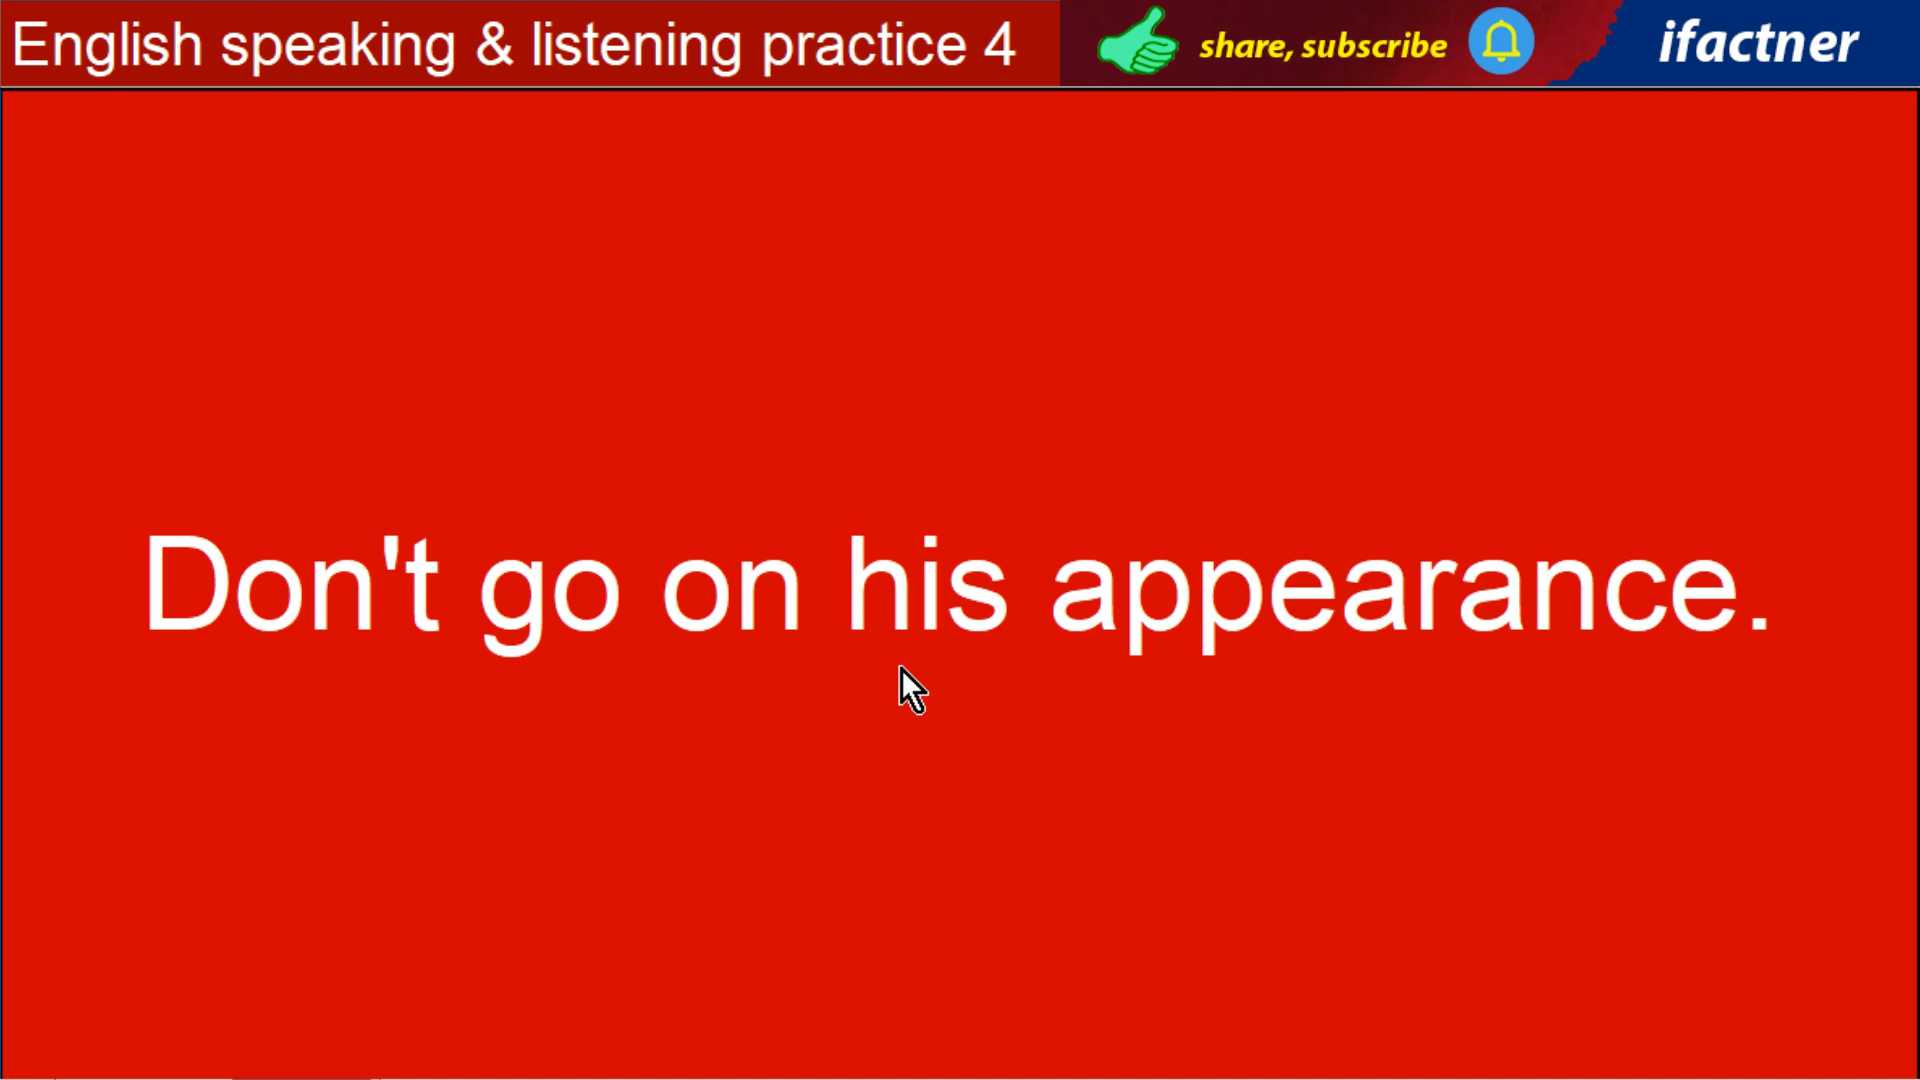 English speaking & listening practice 4
share, subscribe
ifactner
Don't go on his appearance.